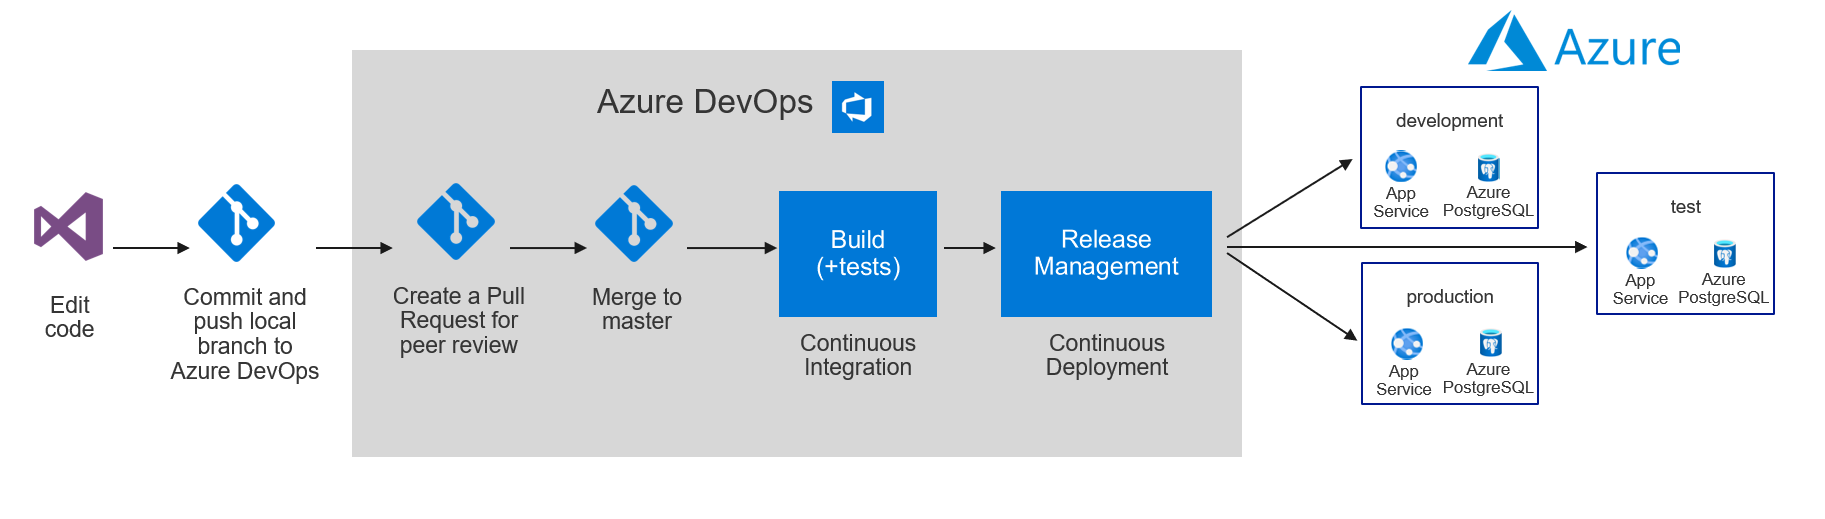 Azure
Azure DevOps
Edit
code
Commit and
push local
branch to
Azure DevOps
Create a Pull
Request for
peer review
Merge to
master
Build
(+tests)
Continuous
Integration
Release
Management
Continuous
Deployment
development
App
Service
Azure
PostgreSQL
test
App
Service
Azure
PostgreSQL
production
App
Service
Azure
PostgreSQL